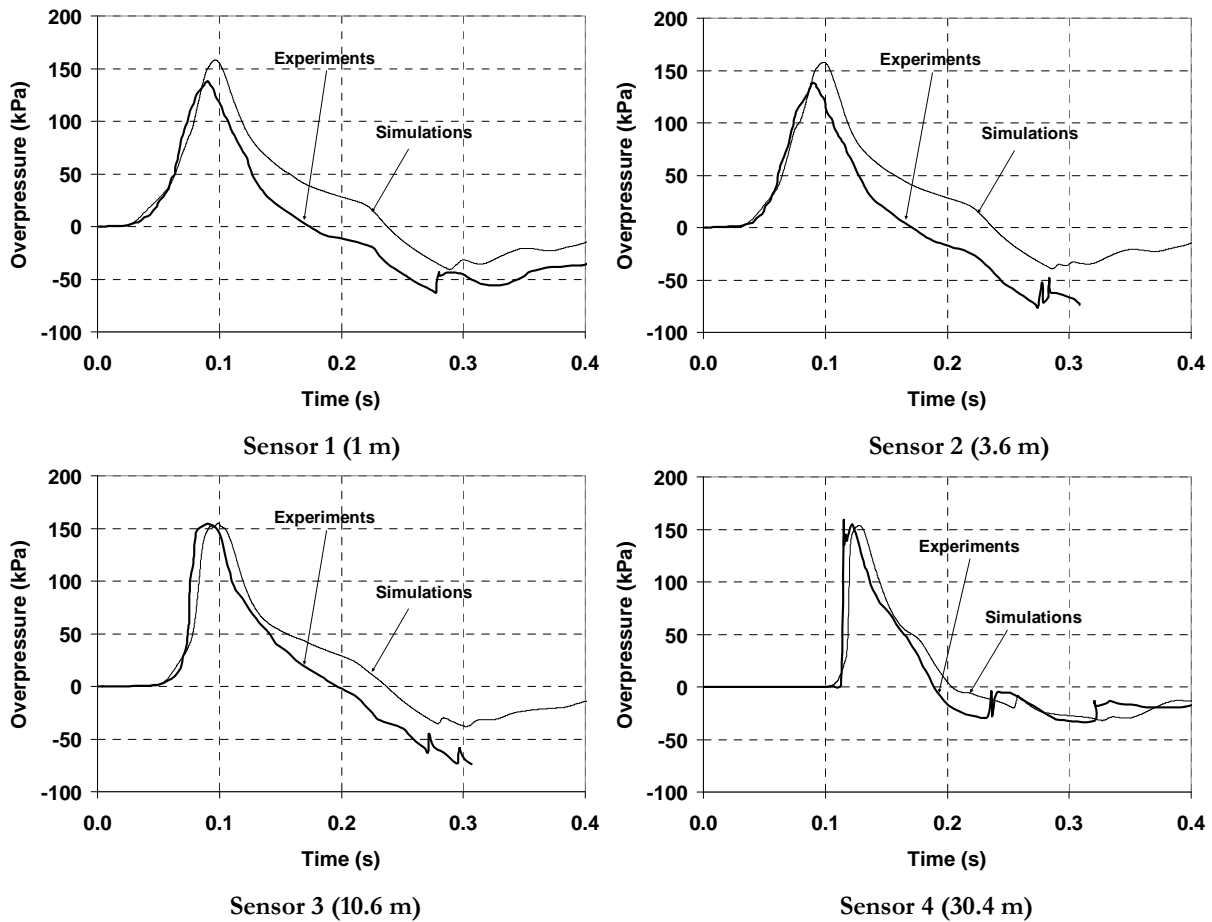 200
150
100
50
0
-50
-100
Overpressure (kPa)
Experiments
Simulations
0.0 0.1 0.2 0.3 0.4
Time (s)
Sensor 1 (1 m)
200
150
100
50
0
-50
-100
Overpressure (kPa)
Experiments
Simulations
0.0 0.1 0.2 0.3 0.4
Time (s)
Sensor 2 (3.6 m)
200
150
100
50
0
-50
-100
Overpressure (kPa)
Experiments
Simulations
0.0 0.1 0.2 0.3 0.4
Time (s)
Sensor 3 (10.6 m)
200
150
100
50
0
-50
-100
Overpressure (kPa)
Experiments
Simulations
0.0 0.1 0.2 0.3 0.4
Time (s)
Sensor 4 (30.4 m)